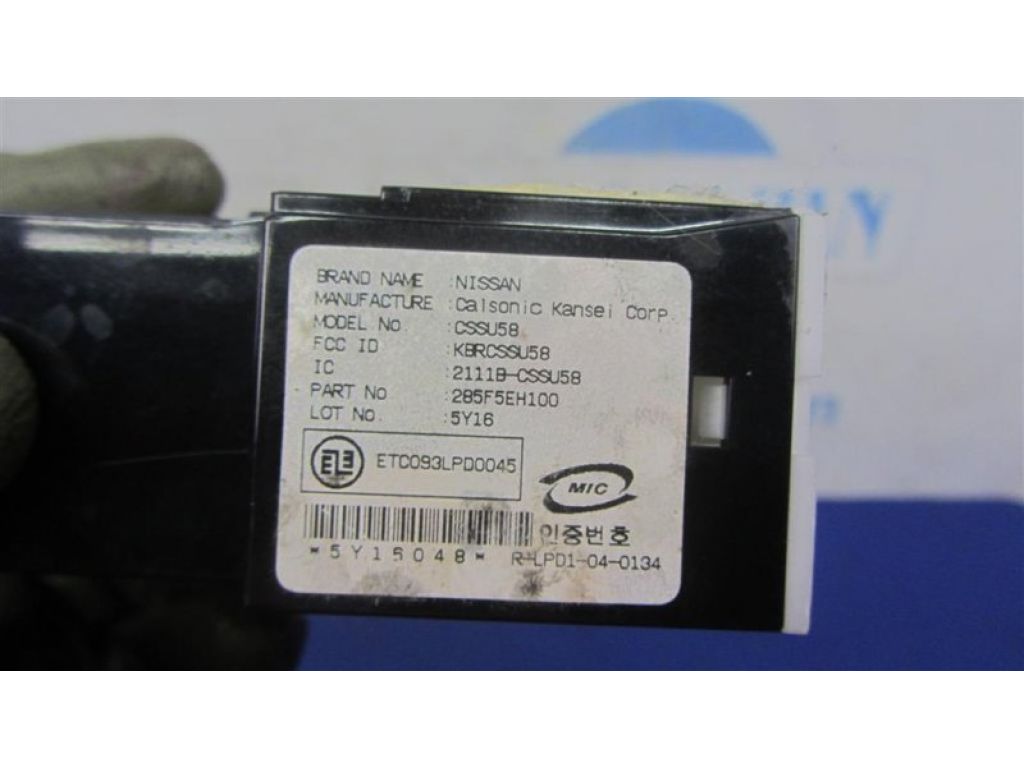 BRAND NAME :NISSAN
MANUFACTURE :Calsonic Kansei Corp.
MODEL No. :CSSU58
FCC ID :KBRCSSU58
IC :2111B-CSSU58
PART No :285F5EH100
LOT No. :5Y16
ETC093LPD0045
MIC
인증번호
*5Y16048*
R-LPD1-04-0134